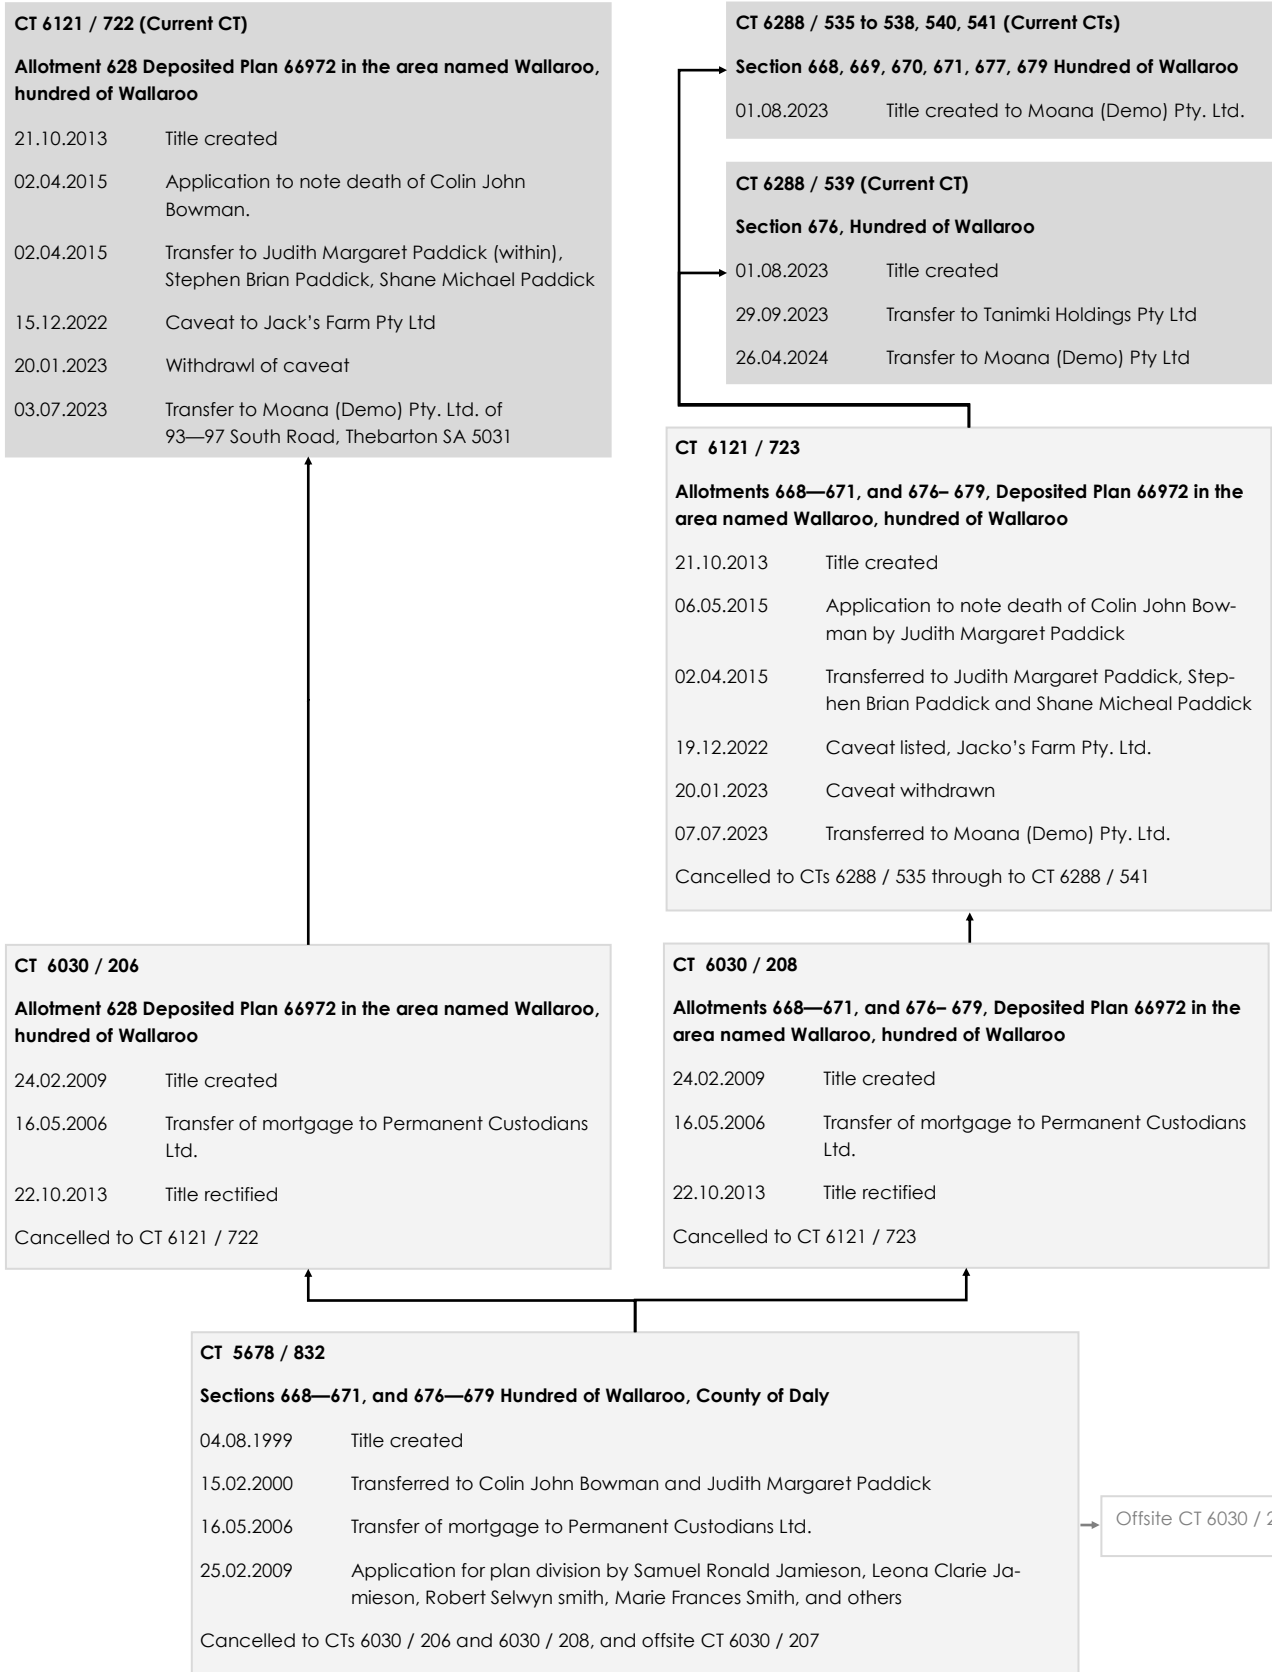 CT 6121 / 722 (Current CT)
Allotment 628 Deposited Plan 66972 in the area named Wallaroo,
hundred of Wallaroo
21.10.2013 Title created
02.04.2015 Application to note death of Colin John
Bowman.
02.04.2015 Transfer to Judith Margaret Paddick (within),
Stephen Brian Paddick, Shane Michael Paddick
15.12.2022 Caveat to Jack’s Farm Pty Ltd
20.01.2023 Withdrawl of caveat
03.07.2023 Transfer to Moana (Demo) Pty. Ltd. of
93—97 South Road, Thebarton SA 5031
CT 6288 / 535 to 538, 540, 541 (Current CTs)
Section 668, 669, 670, 671, 677, 679 Hundred of Wallaroo
01.08.2023 Title created to Moana (Demo) Pty. Ltd.
CT 6288 / 539 (Current CT)
Section 676, Hundred of Wallaroo
01.08.2023 Title created
29.09.2023 Transfer to Tanimki Holdings Pty Ltd
26.04.2024 Transfer to Moana (Demo) Pty Ltd
CT 6121 / 723
Allotments 668—671, and 676– 679, Deposited Plan 66972 in the
area named Wallaroo, hundred of Wallaroo
21.10.2013 Title created
06.05.2015 Application to note death of Colin John Bow-
man by Judith Margaret Paddick
02.04.2015 Transferred to Judith Margaret Paddick, Step-
hen Brian Paddick and Shane Micheal Paddick
19.12.2022 Caveat listed, Jacko’s Farm Pty. Ltd.
20.01.2023 Caveat withdrawn
07.07.2023 Transferred to Moana (Demo) Pty. Ltd.
Cancelled to CTs 6288 / 535 through to CT 6288 / 541
CT 6030 / 206
Allotment 628 Deposited Plan 66972 in the area named Wallaroo,
hundred of Wallaroo
24.02.2009 Title created
16.05.2006 Transfer of mortgage to Permanent Custodians
Ltd.
22.10.2013 Title rectified
Cancelled to CT 6121 / 722
CT 6030 / 208
Allotments 668—671, and 676– 679, Deposited Plan 66972 in the
area named Wallaroo, hundred of Wallaroo
24.02.2009 Title created
16.05.2006 Transfer of mortgage to Permanent Custodians
Ltd.
22.10.2013 Title rectified
Cancelled to CT 6121 / 723
CT 5678 / 832
Sections 668—671, and 676—679 Hundred of Wallaroo, County of Daly
04.08.1999 Title created
15.02.2000 Transferred to Colin John Bowman and Judith Margaret Paddick
16.05.2006 Transfer of mortgage to Permanent Custodians Ltd.
25.02.2009 Application for plan division by Samuel Ronald Jamieson, Leona Clarie Ja-
mieson, Robert Selwyn smith, Marie Frances Smith, and others
Cancelled to CTs 6030 / 206 and 6030 / 208, and offsite CT 6030 / 207
Offsite CT 6030 /